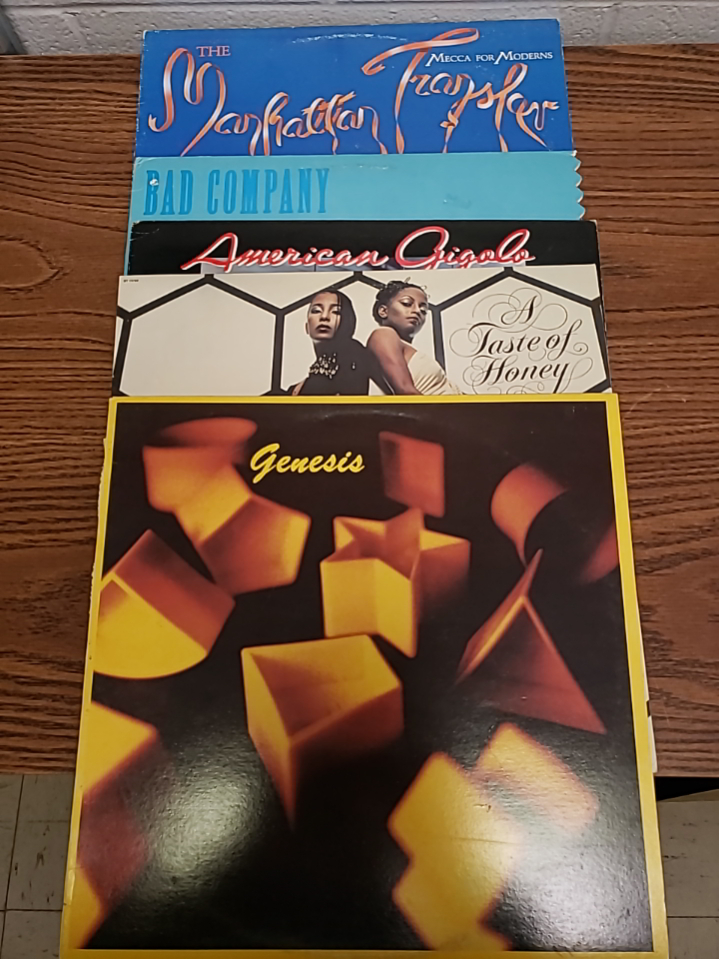 THE
MECCA FOR MODERNS
Manhattan Transfer
BAD COMPANY
American Gigolo
A
Taste of
Honey
Genesis